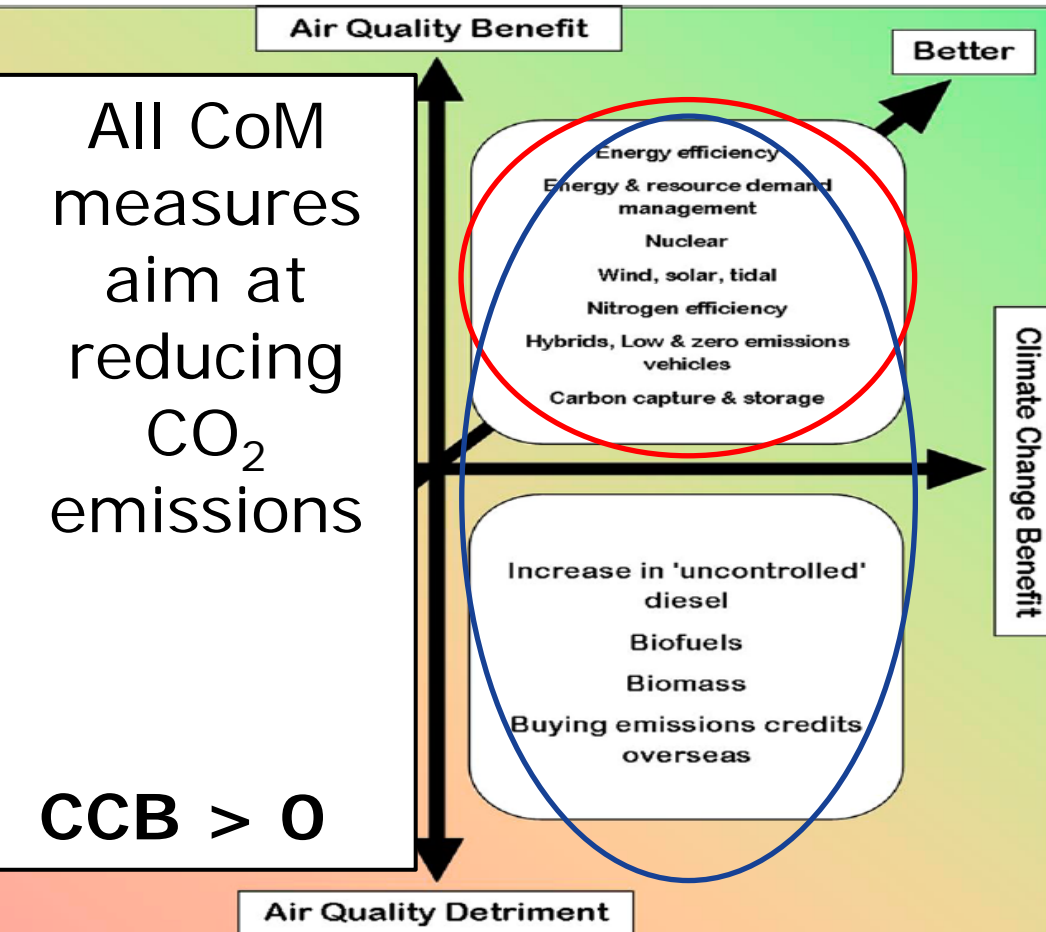 Air Quality Benefit
Better
All CoM
measures
aim at
reducing
CO₂
emissions
CCB > 0
Energy efficiency
Energy & resource demand
management
Nuclear
Wind, solar, tidal
Nitrogen efficiency
Hybrids, Low & zero emissions
vehicles
Carbon capture & storage
Climate Change Benefit
Increase in 'uncontrolled'
diesel
Biofuels
Biomass
Buying emissions credits
overseas
Air Quality Detriment